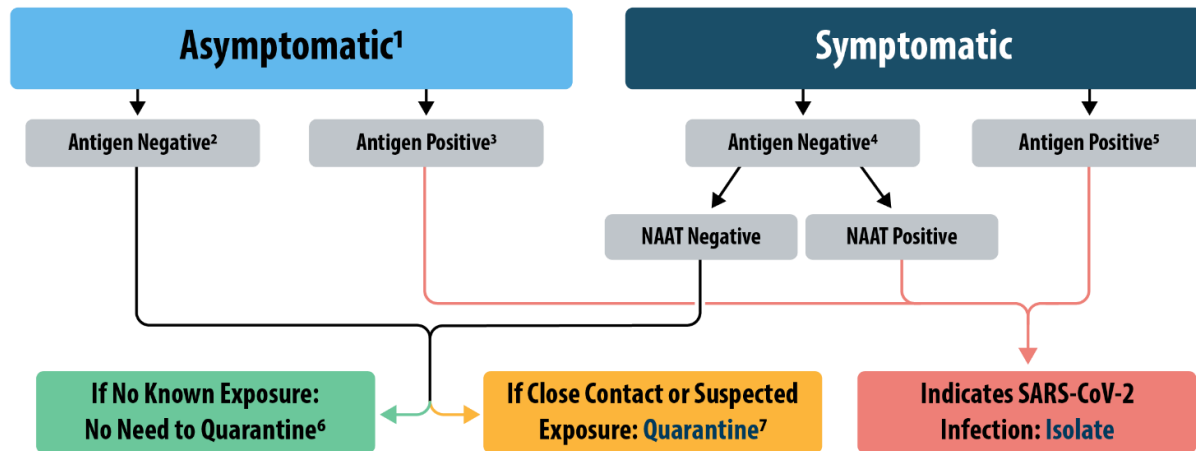 Asymptomatic¹
Symptomatic
Antigen Negative²
Antigen Positive³
Antigen Negative⁴
Antigen Positive⁵
NAAT Negative
NAAT Positive
If No Known Exposure:
No Need to Quarantine⁶
If Close Contact or Suspected
Exposure: Quarantine⁷
Indicates SARS-CoV-2
Infection: Isolate